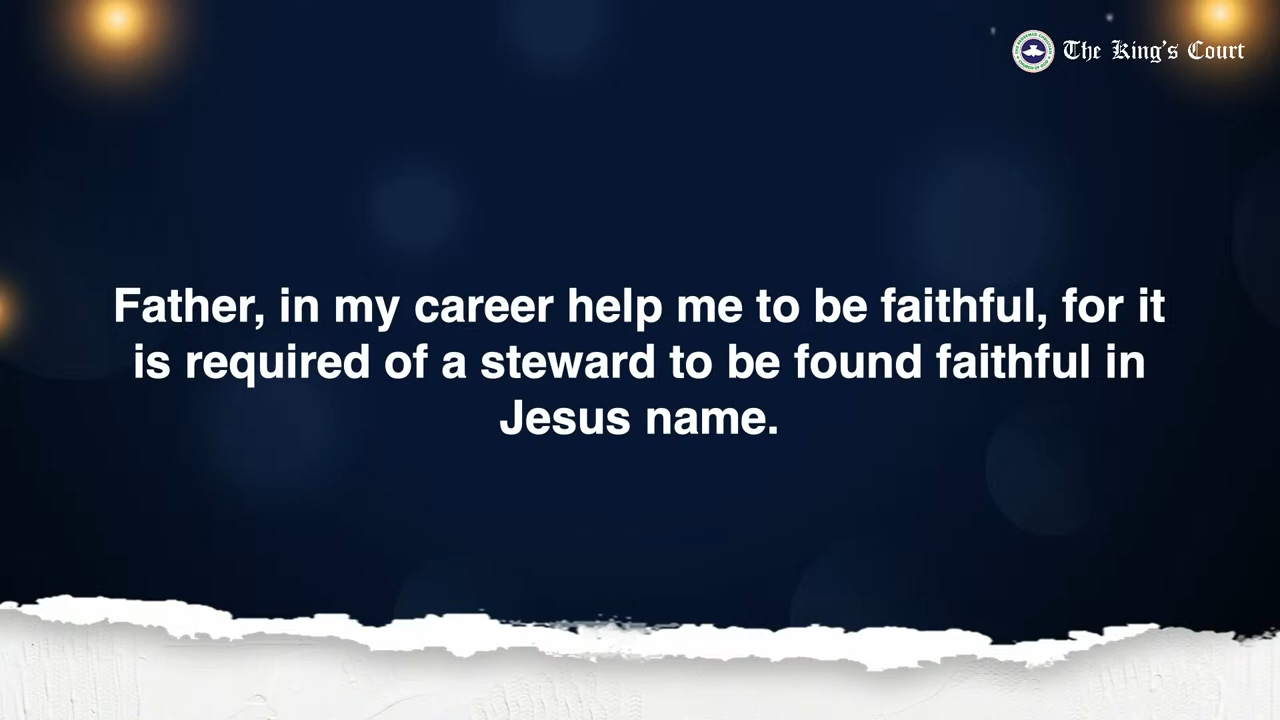 The King's Court
Father, in my career help me to be faithful, for it
is required of a steward to be found faithful in
Jesus name.